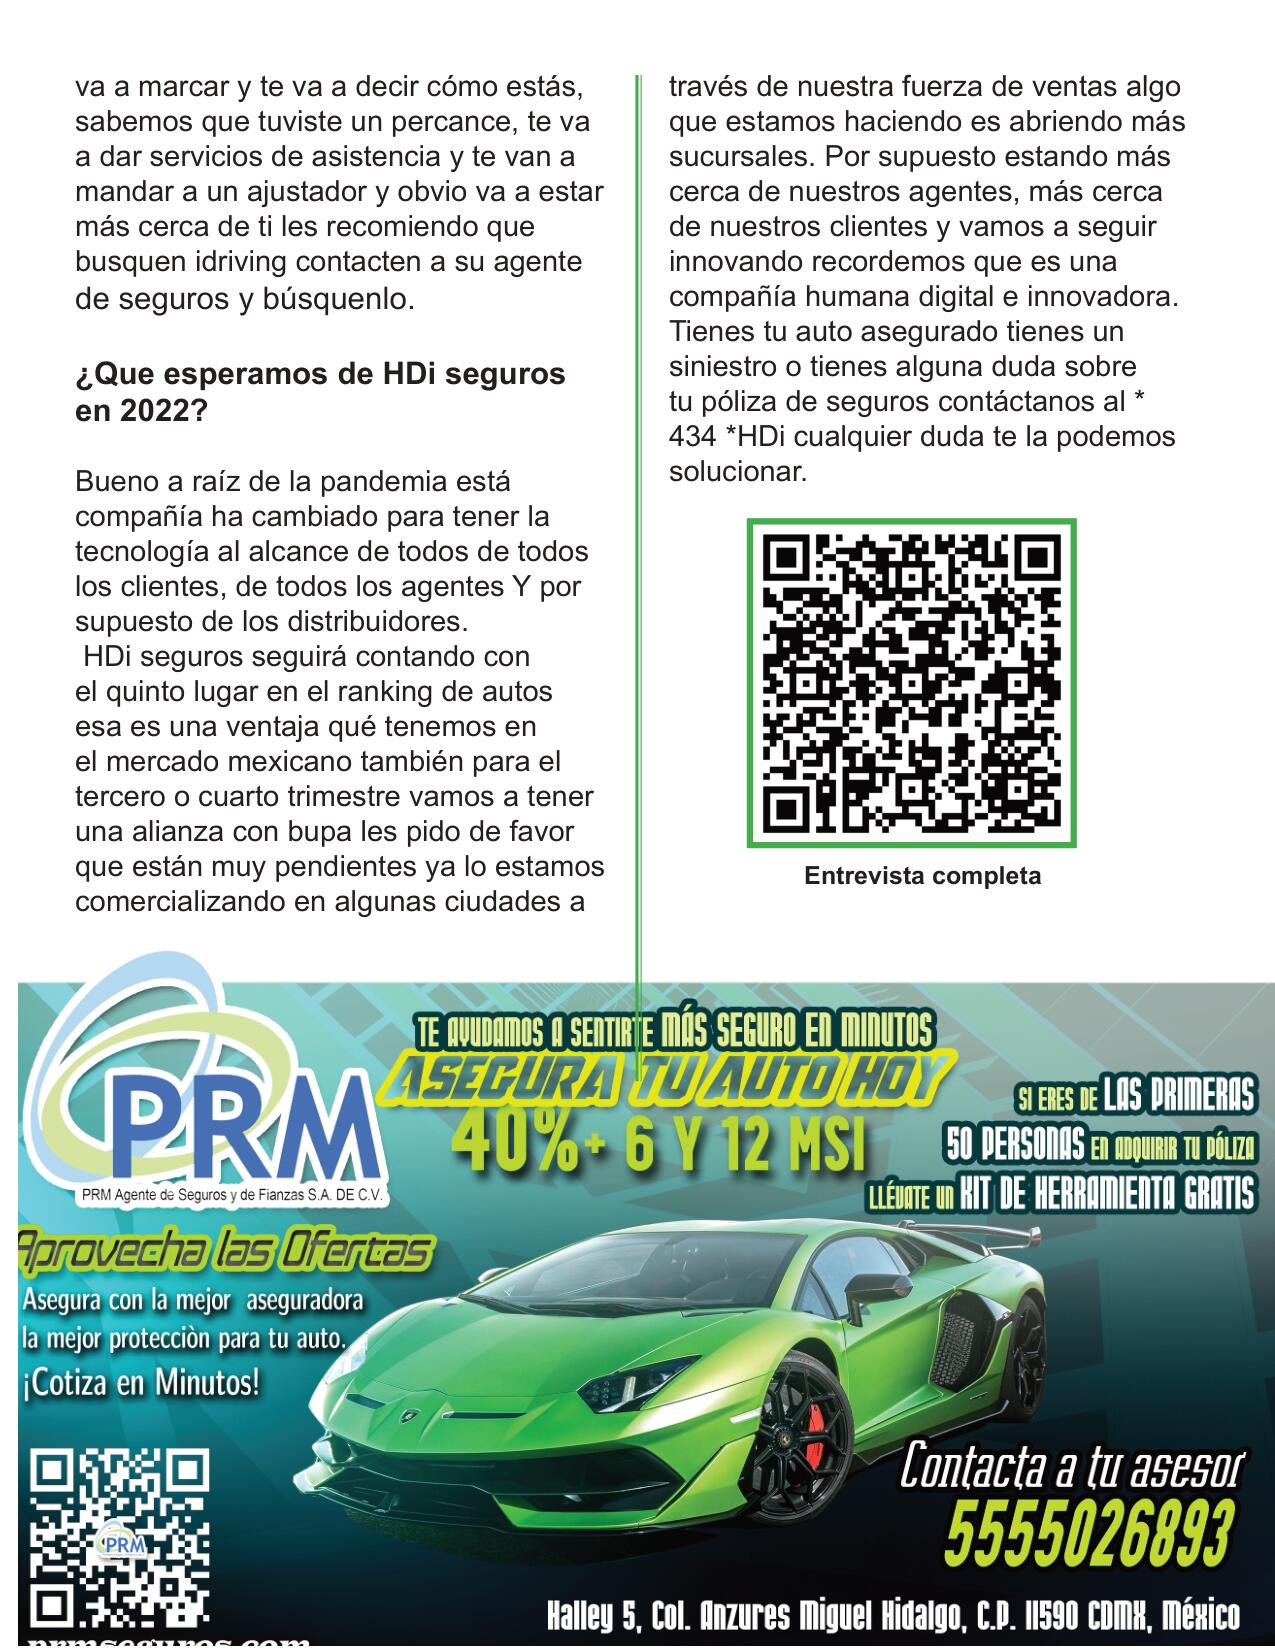 va a marcar y te va a decir cómo estás,
sabemos que tuviste un percance, te va
a dar servicios de asistencia y te van a
mandar a un ajustador y obvio va a estar
más cerca de ti les recomiendo que
busquen idriving contacten a su agente
de seguros y búsquenlo.
¿Que esperamos de HDi seguros
en 2022?
Bueno a raíz de la pandemia está
compañía ha cambiado para tener la
tecnología al alcance de todos de todos
los clientes, de todos los agentes Y por
supuesto de los distribuidores.
HDi seguros seguirá contando con
el quinto lugar en el ranking de autos
esa es una ventaja qué tenemos en
el mercado mexicano también para el
tercero o cuarto trimestre vamos a tener
una alianza con bupa les pido de favor
que están muy pendientes ya lo estamos
comercializando en algunas ciudades a
través de nuestra fuerza de ventas algo
que estamos haciendo es abriendo más
sucursales. Por supuesto estando más
cerca de nuestros agentes, más cerca
de nuestros clientes y vamos a seguir
innovando recordemos que es una
compañía humana digital e innovadora.
Tienes tu auto asegurado tienes un
siniestro o tienes alguna duda sobre
tu póliza de seguros contáctanos al *
434 *HDi cualquier duda te la podemos
solucionar.
Entrevista completa
PRM
PRM Agente de Seguros y de Fianzas S.A. DE C.V.
TE AYUDAMOS A SENTIRTE MÁS SEGURO EN MINUTOS
ASEGURA TU AUTO HOY
40%+ 6 Y 12 MSI
SI ERES DE LAS PRIMERAS
50 PERSONAS EN ADQUIRIR TU PÓLIZA
LLÉVATE UN KIT DE HERRAMIENTA GRATIS
Aprovecha las Ofertas
Asegura con la mejor aseguradora
la mejor protecciòn para tu auto.
¡Cotiza en Minutos!
PRM
prmseguros.com
Contacta a tu asesor
5555026893
Halley 5, Col. Anzures Miguel Hidalgo, C.P. 11590 CDMX, México